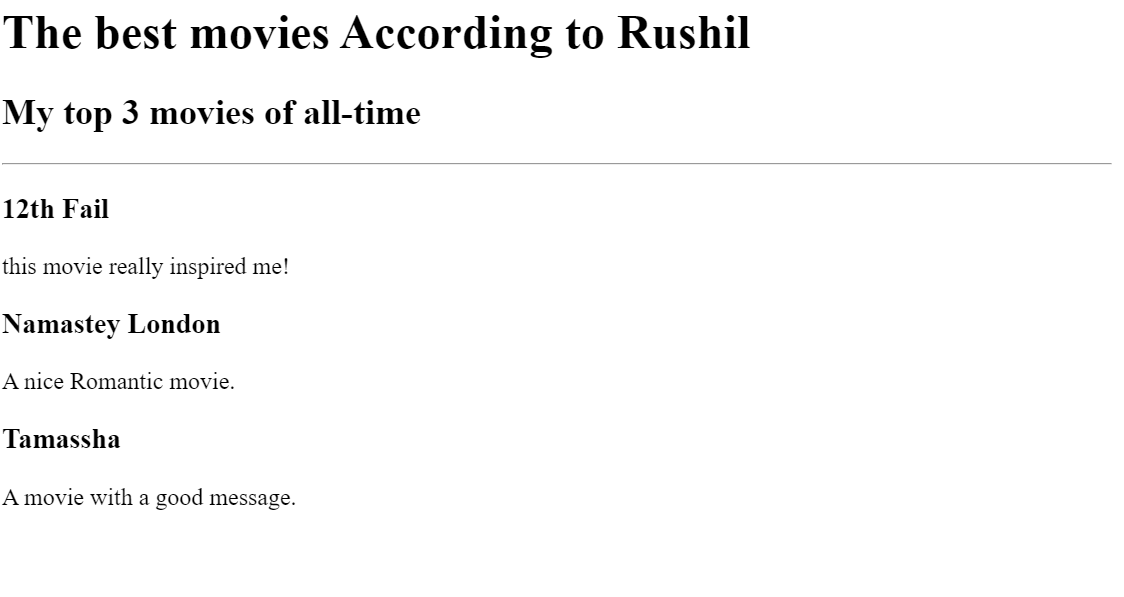 The best movies According to Rushil
My top 3 movies of all-time
12th Fail
this movie really inspired me!
Namastey London
A nice Romantic movie.
Tamassha
A movie with a good message.